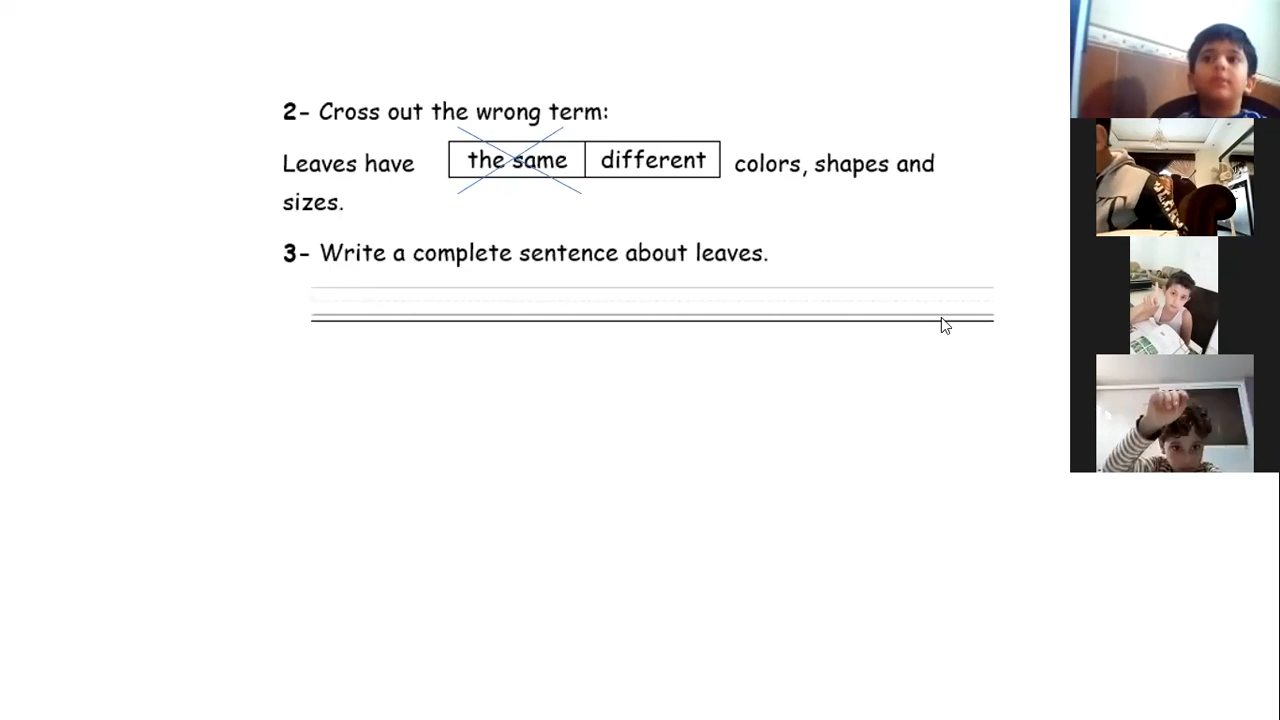 2- Cross out the wrong term:
Leaves have the same different colors, shapes and
sizes.
3- Write a complete sentence about leaves.